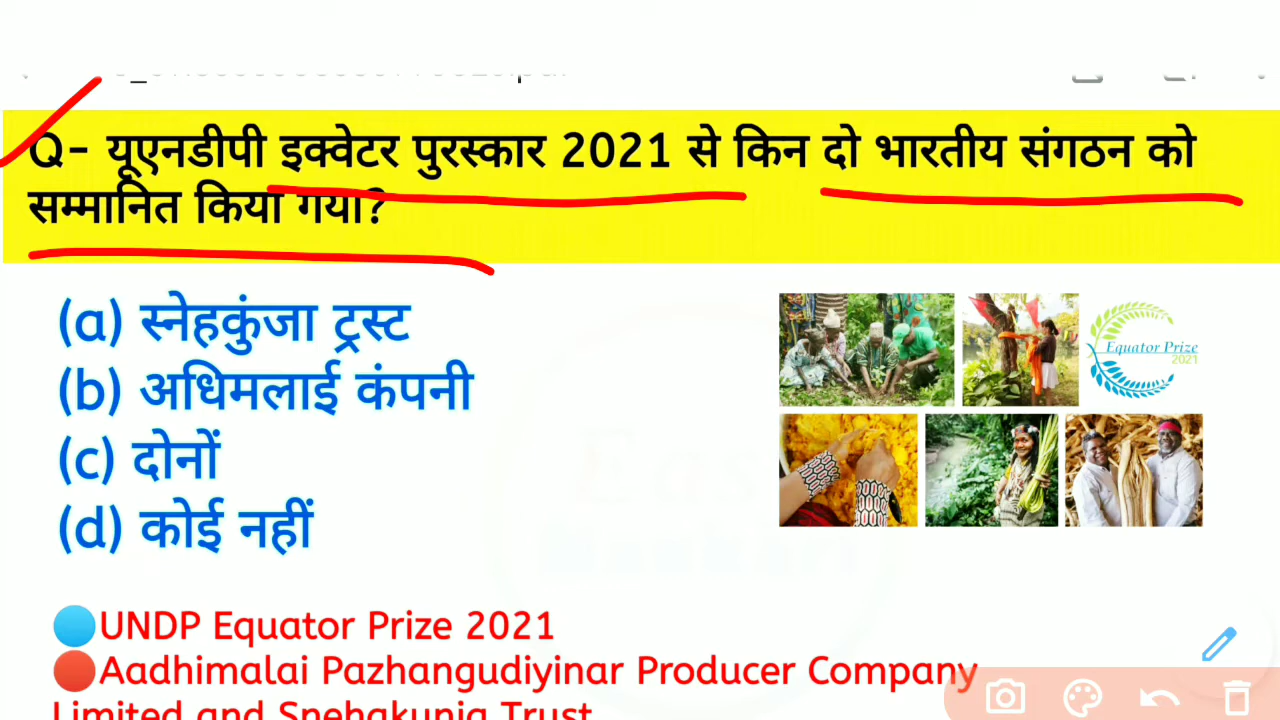 Q- यूएनडीपी इक्वेटर पुरस्कार 2021 से किन दो भारतीय संगठन को
सम्मानित किया गया?
(a) स्नेहकुंजा ट्रस्ट
(b) अधिमलाई कंपनी
(c) दोनों
(d) कोई नहीं
Equator Prize
2021
UNDP Equator Prize 2021
Aadhimalai Pazhangudiyinar Producer Company
Limited and Snehakunja Trust